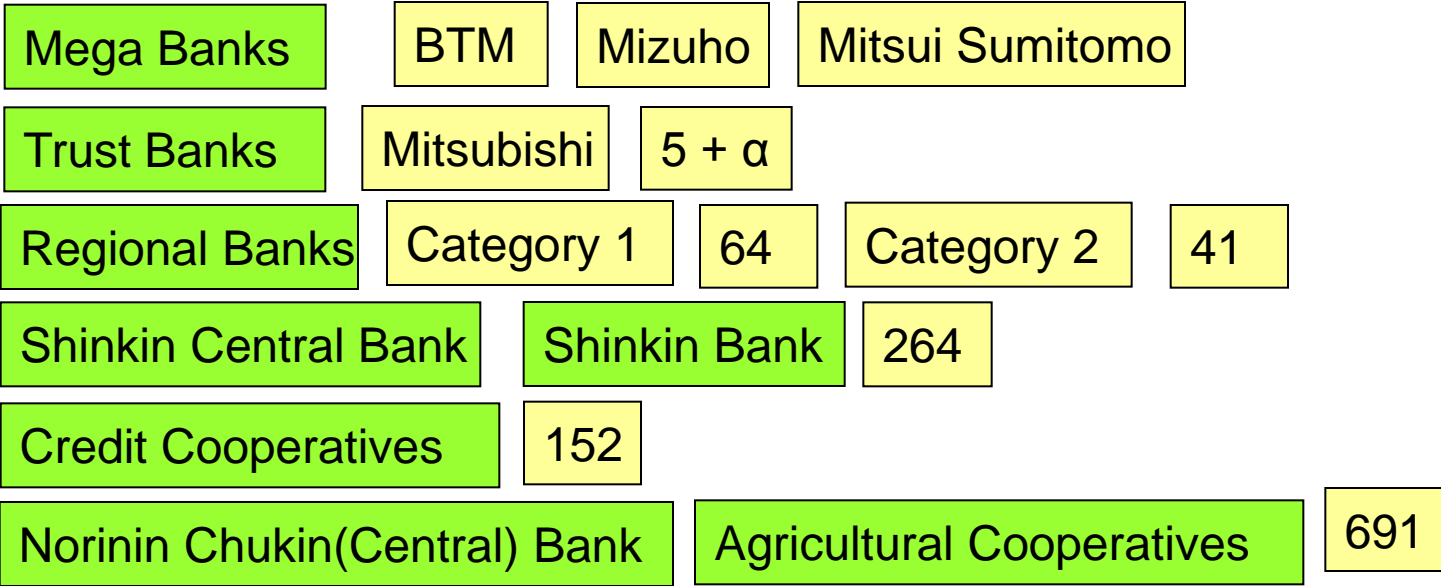 Mega Banks BTM Mizuho Mitsui Sumitomo
Trust Banks Mitsubishi 5 + α
Regional Banks Category 1 64 Category 2 41
Shinkin Central Bank Shinkin Bank 264
Credit Cooperatives 152
Norinin Chukin(Central) Bank Agricultural Cooperatives 691